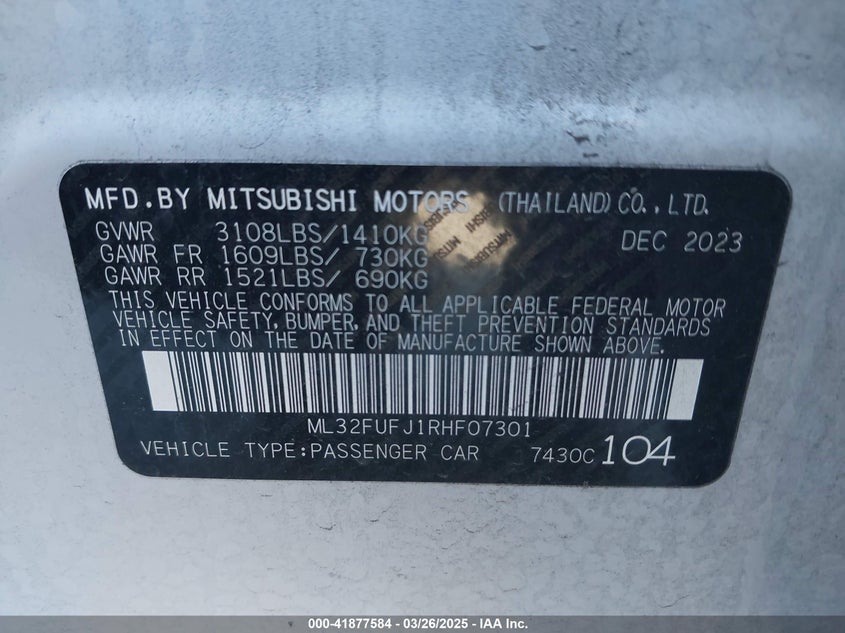 MFD.BY MITSUBISHI MOTORS (THAILAND) CO.,LTD.
GVWR 3108LBS/1410KG DEC 2023
GAWR FR 1609LBS/ 730KG
GAWR RR 1521LBS/ 690KG
THIS VEHICLE CONFORMS TO ALL APPLICABLE FEDERAL MOTOR
VEHICLE SAFETY, BUMPER, AND THEFT PREVENTION STANDARDS
IN EFFECT ON THE DATE OF MANUFACTURE SHOWN ABOVE.
ML32FUFJ1RHF07301
VEHICLE TYPE:PASSENGER CAR 7430C 104
000-41877584 - 03/26/2025 - IAA Inc.